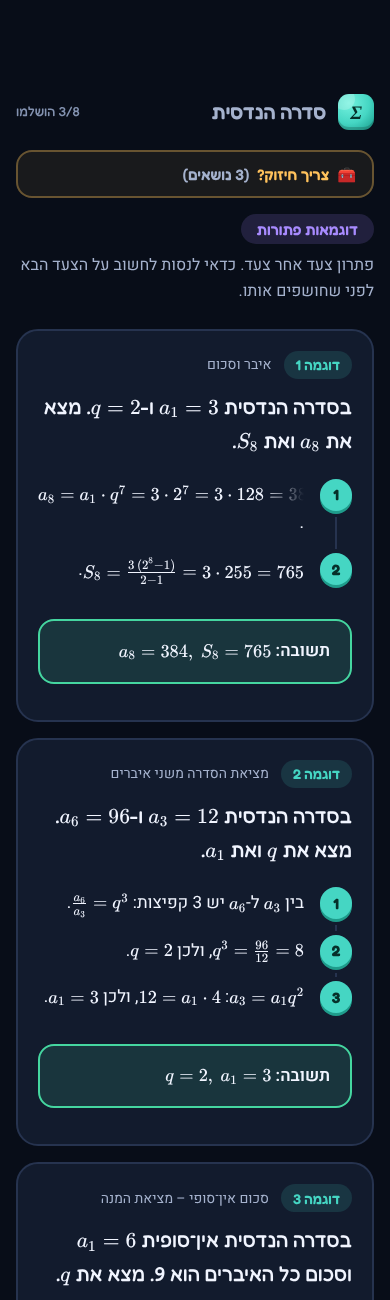 Σ סדרה הנדסית 3/8 הושלמו
🧰 צריך חיזוק? (3 נושאים)
דוגמאות פתורות
פתרון צעד אחר צעד. כדאי לנסות לחשוב על הצעד הבא
לפני שחושפים אותו.
דוגמה 1 איבר וסכום
בסדרה הנדסית a₁ = 3 ו-q = 2. מצא
את a₈ ואת S₈.
1 a₈ = a₁ · q⁷ = 3 · 2⁷ = 3 · 128 = 38
.
2 S₈ = 3(2⁸−1)/2−1 = 3 · 255 = 765.
תשובה: a₈ = 384, S₈ = 765
דוגמה 2 מציאת הסדרה משני איברים
בסדרה הנדסית a₃ = 12 ו-a₆ = 96.
מצא את q ואת a₁.
1 בין a₃ ל-a₆ יש 3 קפיצות: a₆/a₃ = q³.
2 q³ = 96/12 = 8, ולכן q = 2.
3 a₃ = a₁q²: 12 = a₁ · 4, ולכן a₁ = 3.
תשובה: q = 2, a₁ = 3
דוגמה 3 סכום אין־סופי – מציאת המנה
בסדרה הנדסית אין־סופית a₁ = 6
וסכום כל האיברים הוא 9. מצא את q.